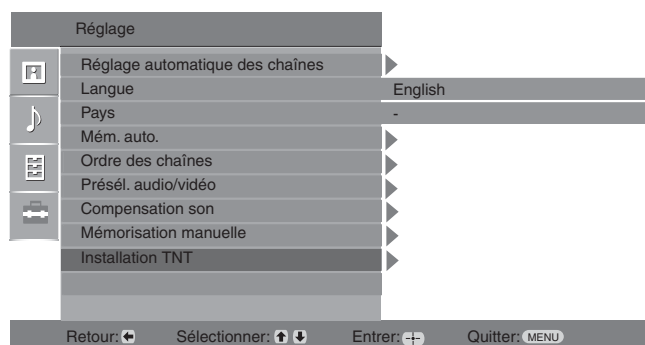 Réglage
Réglage automatique des chaînes
Langue English
Pays -
Mém. auto.
Ordre des chaînes
Présél. audio/vidéo
Compensation son
Mémorisation manuelle
Installation TNT
Retour: Sélectionner: Entrer: Quitter: MENU